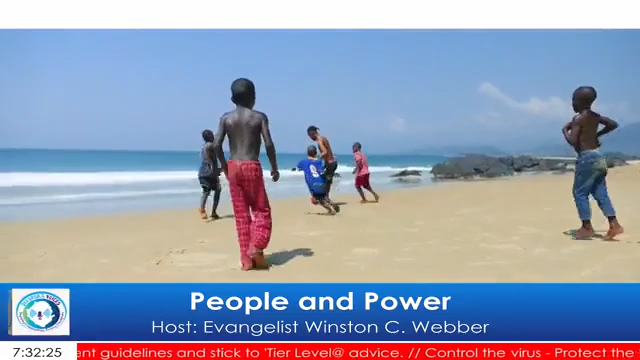 9
People and Power
Host: Evangelist Winston C. Webber
7:32:25
ent guidelines and stick to 'Tier Level@ advice. // Control the virus - Protect the